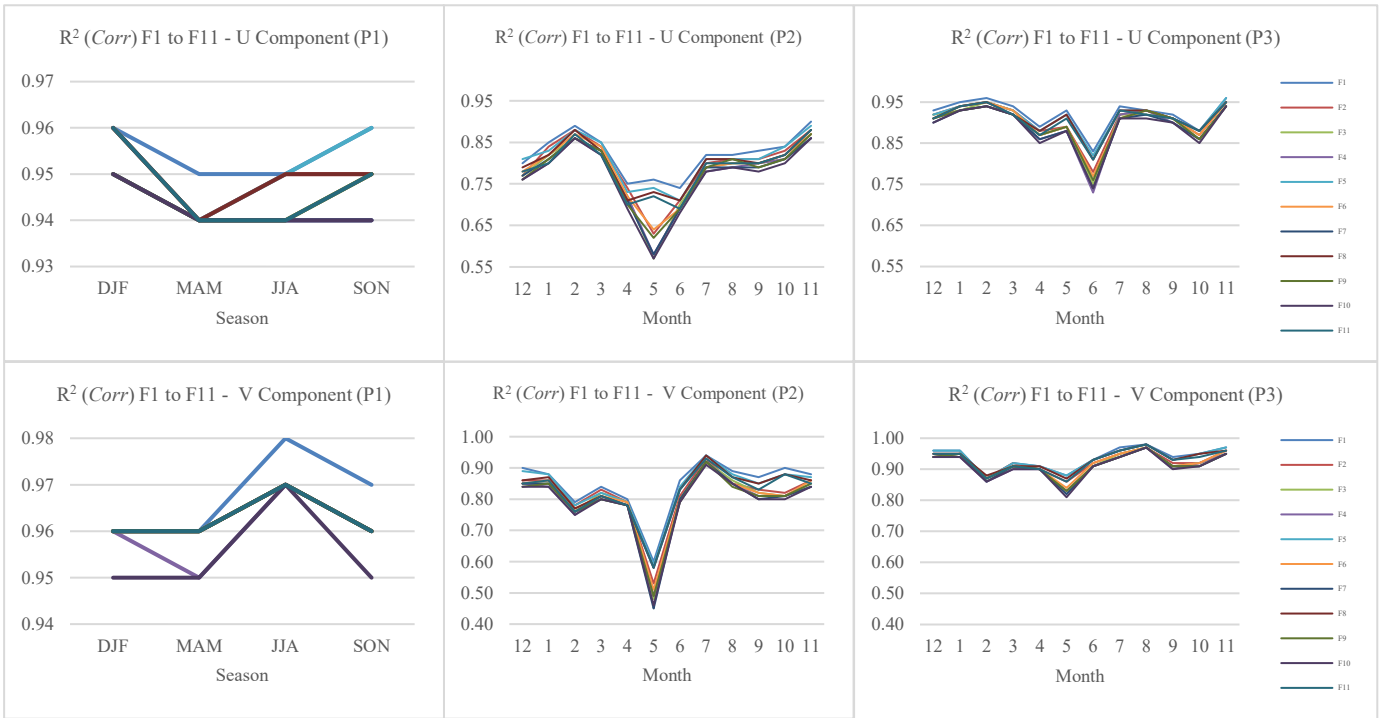 R² (Corr) F1 to F11 - U Component (P1)
0.97
0.96
0.95
0.94
0.93
DJF MAM JJA SON
Season
R² (Corr) F1 to F11 - U Component (P2)
0.95
0.85
0.75
0.65
0.55
12 1 2 3 4 5 6 7 8 9 10 11
Month
R² (Corr) F1 to F11 - U Component (P3)
0.95
0.85
0.75
0.65
0.55
12 1 2 3 4 5 6 7 8 9 10 11
Month
F1
F2
F3
F4
F5
F6
F7
F8
F9
F10
F11
R² (Corr) F1 to F11 - V Component (P1)
0.98
0.97
0.96
0.95
0.94
DJF MAM JJA SON
Season
R² (Corr) F1 to F11 - V Component (P2)
1.00
0.90
0.80
0.70
0.60
0.50
0.40
12 1 2 3 4 5 6 7 8 9 10 11
Month
R² (Corr) F1 to F11 - V Component (P3)
1.00
0.90
0.80
0.70
0.60
0.50
0.40
12 1 2 3 4 5 6 7 8 9 10 11
Month
F1
F2
F3
F4
F5
F6
F7
F8
F9
F10
F11